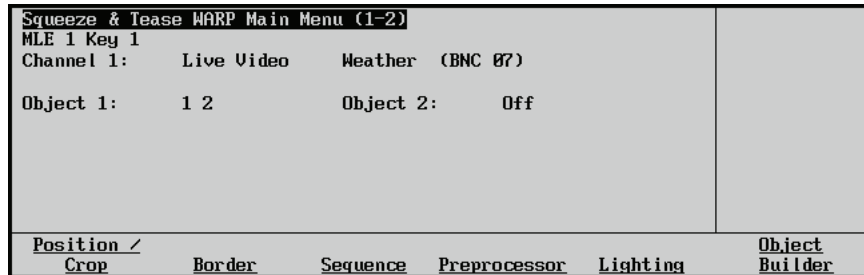 Squeeze & Tease WARP Main Menu (1-2)
MLE 1 Key 1
Channel 1: Live Video Weather (BNC 07)
Object 1: 1 2 Object 2: Off
Position / Object
Crop Border Sequence Preprocessor Lighting Builder